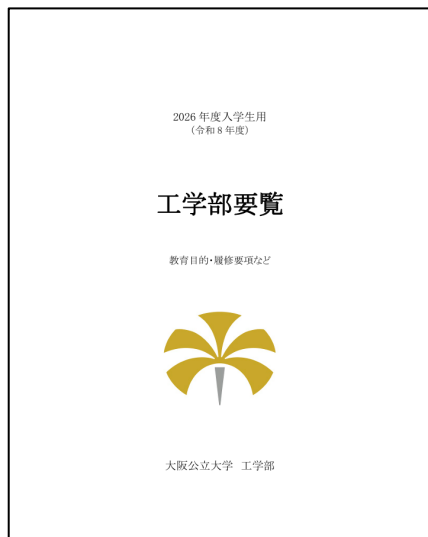 2026 年度入学生用
（令和 8 年度）
工学部要覧
教育目的・履修要項など
大阪公立大学 工学部